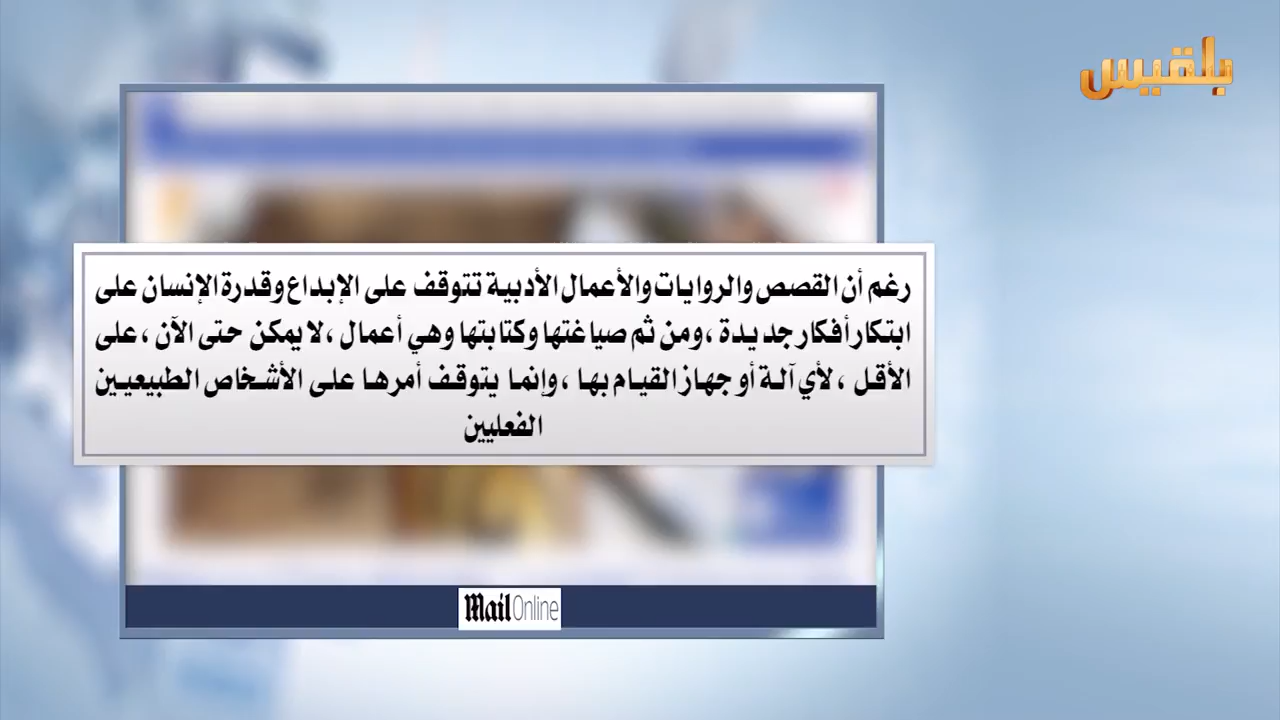 بلقيس
رغم أن القصص والروايات والأعمال الأدبية تتوقف على الإبداع وقدرة الإنسان على
ابتكار أفكار جديدة ،ومن ثم صياغتها وكتابتها وهي أعمال ،لا يمكن حتى الآن ،على
الأقل ، لأي آلة أو جهاز القيام بها ، وإنما يتوقف أمرها على الأشخاص الطبيعيين
الفعليين
Mail Online